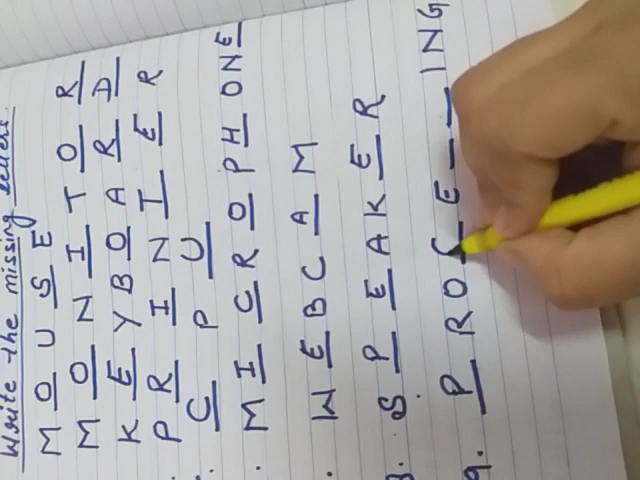 Write the missing letters.
M O U S E
M O N I T O R
K E Y B O A R D
P R I N T E R
C P U
M I C R O P H O N E
W E B C A M
8. S P E A K E R
9. P R O C E _ _ I N G